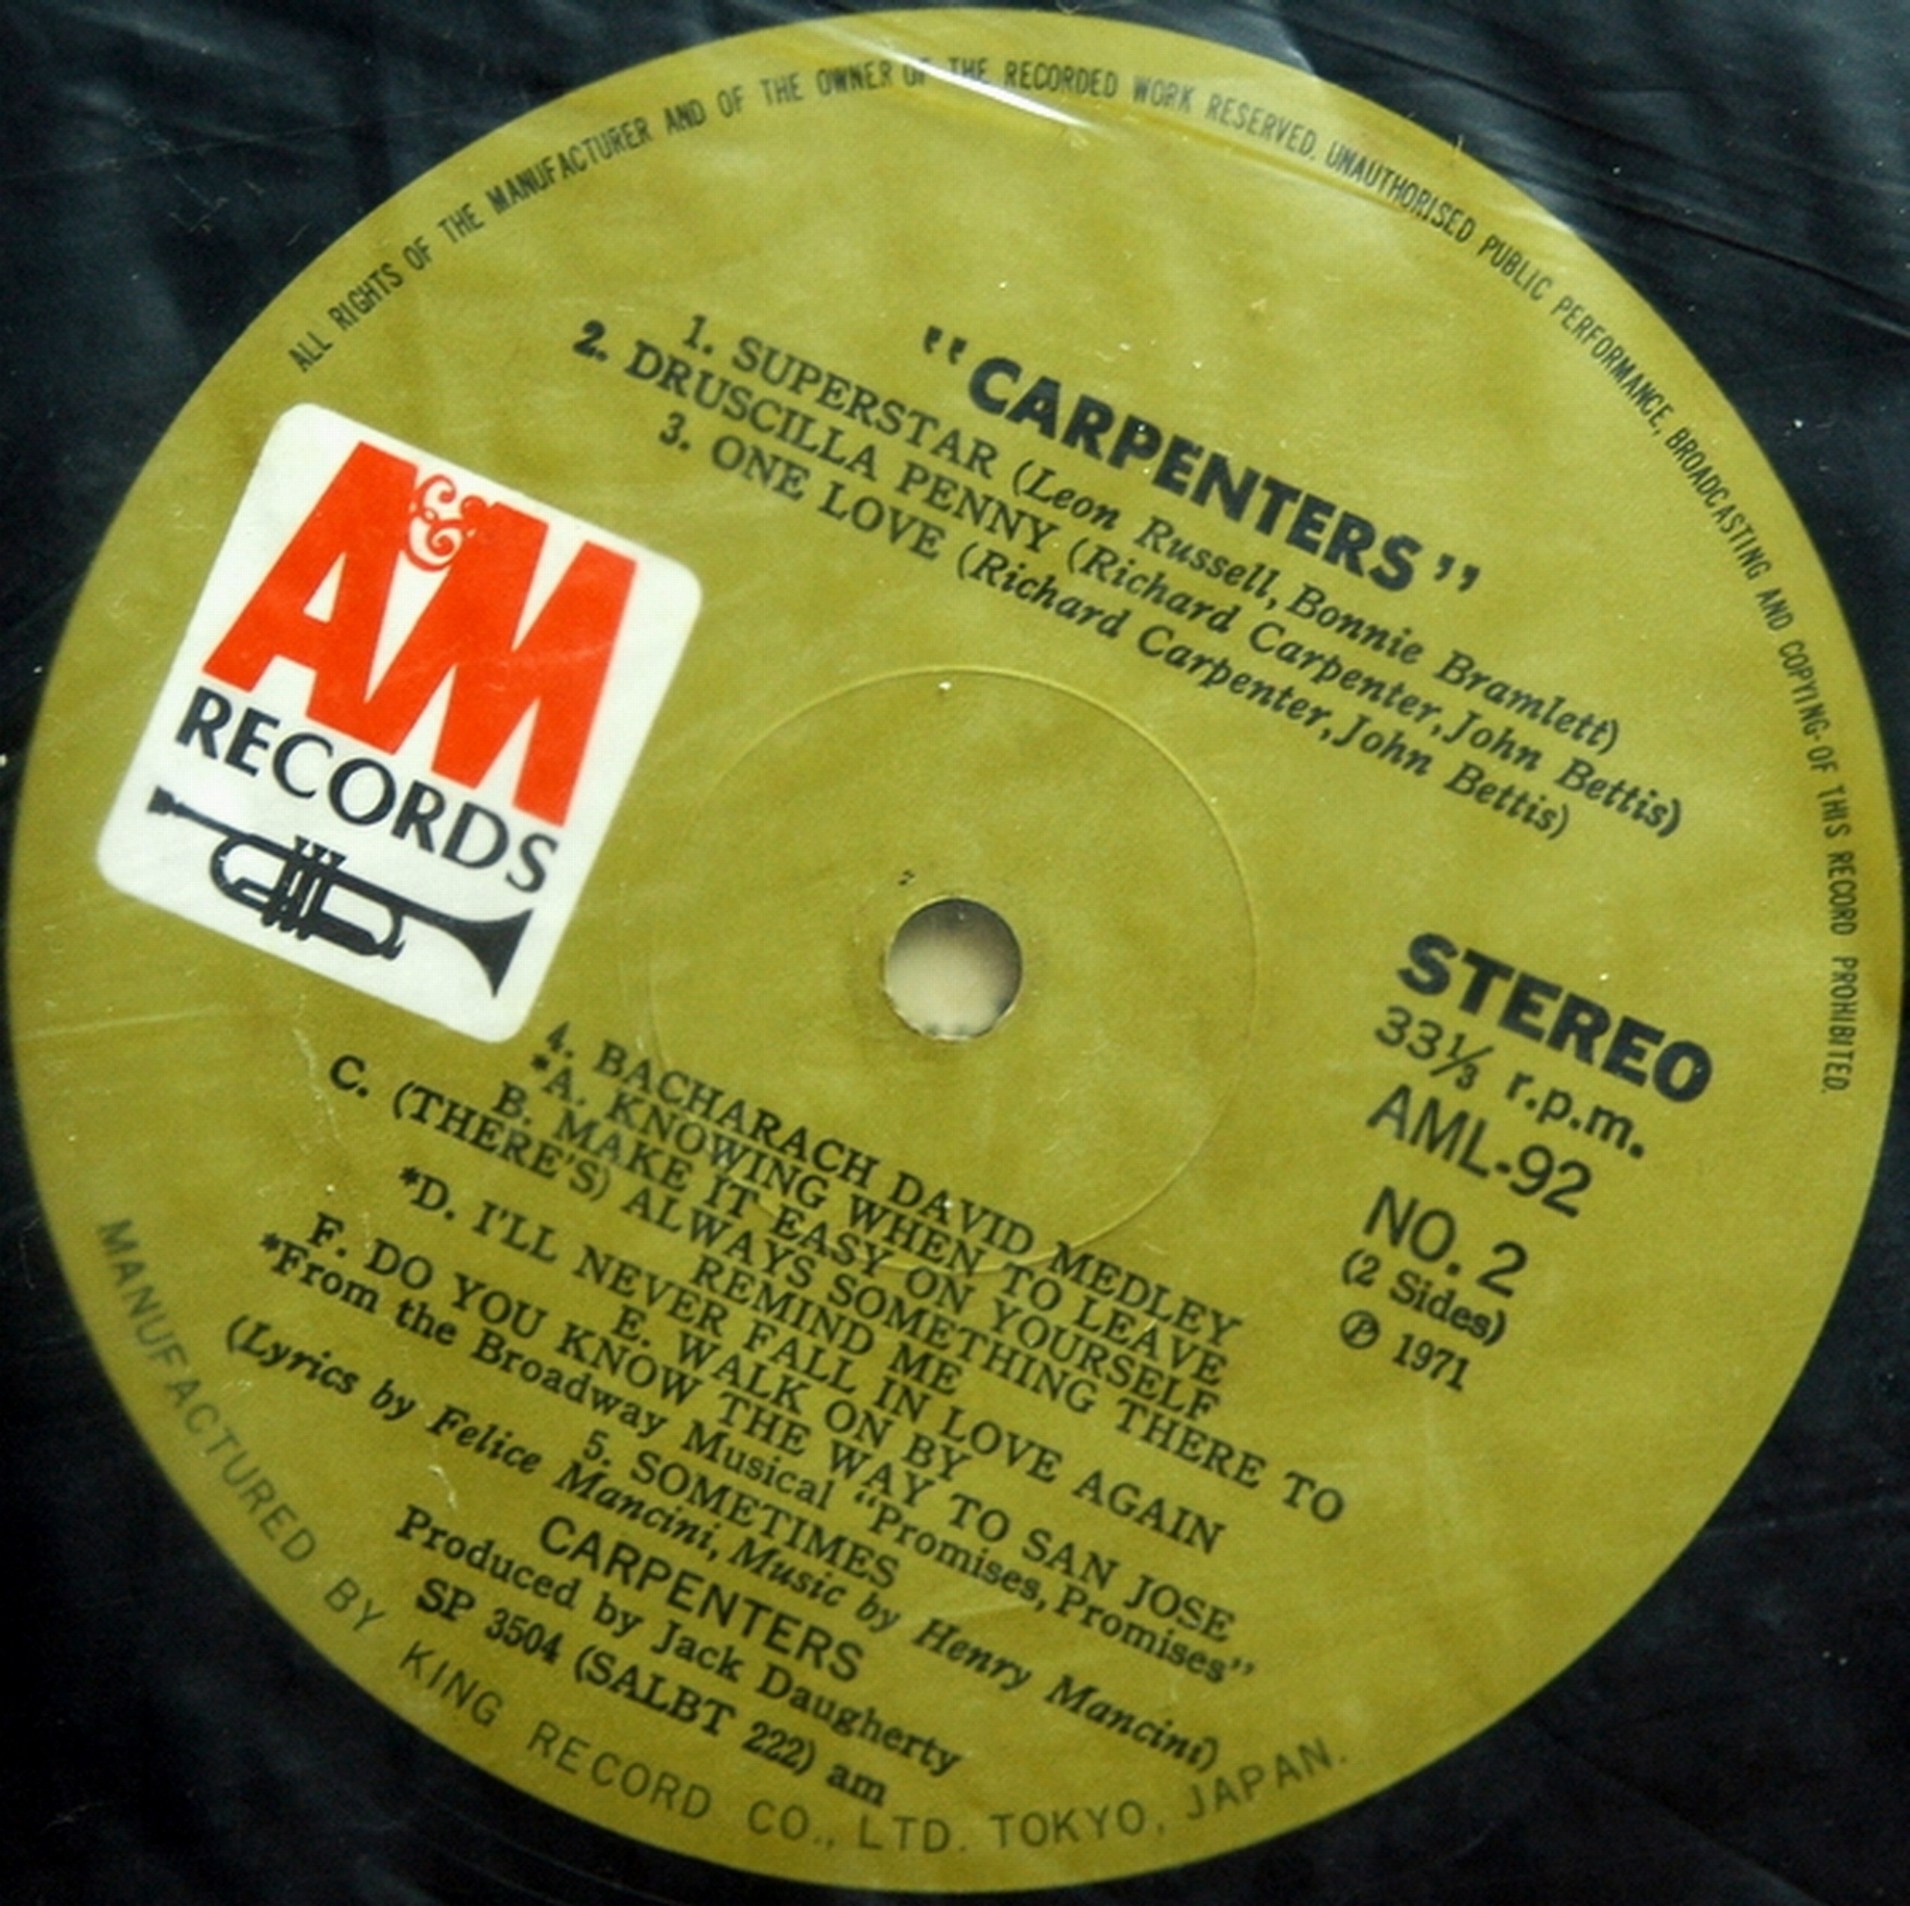 ALL RIGHTS OF THE MANUFACTURER AND OF THE OWNER OF THE RECORDED WORK RESERVED. UNAUTHORISED PUBLIC PERFORMANCE, BROADCASTING AND COPYING OF THIS RECORD PROHIBITED.
"CARPENTERS"
1. SUPERSTAR (Leon Russell, Bonnie Bramlett)
2. DRUSCILLA PENNY (Richard Carpenter, John Bettis)
3. ONE LOVE (Richard Carpenter, John Bettis)
A&M
RECORDS
STEREO
33⅓ r.p.m.
AML-92
NO. 2
(2 Sides)
℗ 1971
4. BACHARACH DAVID MEDLEY
*A. KNOWING WHEN TO LEAVE
B. MAKE IT EASY ON YOURSELF
C. (THERE'S) ALWAYS SOMETHING THERE TO
REMIND ME
*D. I'LL NEVER FALL IN LOVE AGAIN
E. WALK ON BY
F. DO YOU KNOW THE WAY TO SAN JOSE
*From the Broadway Musical "Promises, Promises"
5. SOMETIMES
(Lyrics by Felice Mancini, Music by Henry Mancini)
CARPENTERS
Produced by Jack Daugherty
SP 3504 (SALBT 222) am
MANUFACTURED BY KING RECORD CO., LTD. TOKYO, JAPAN.